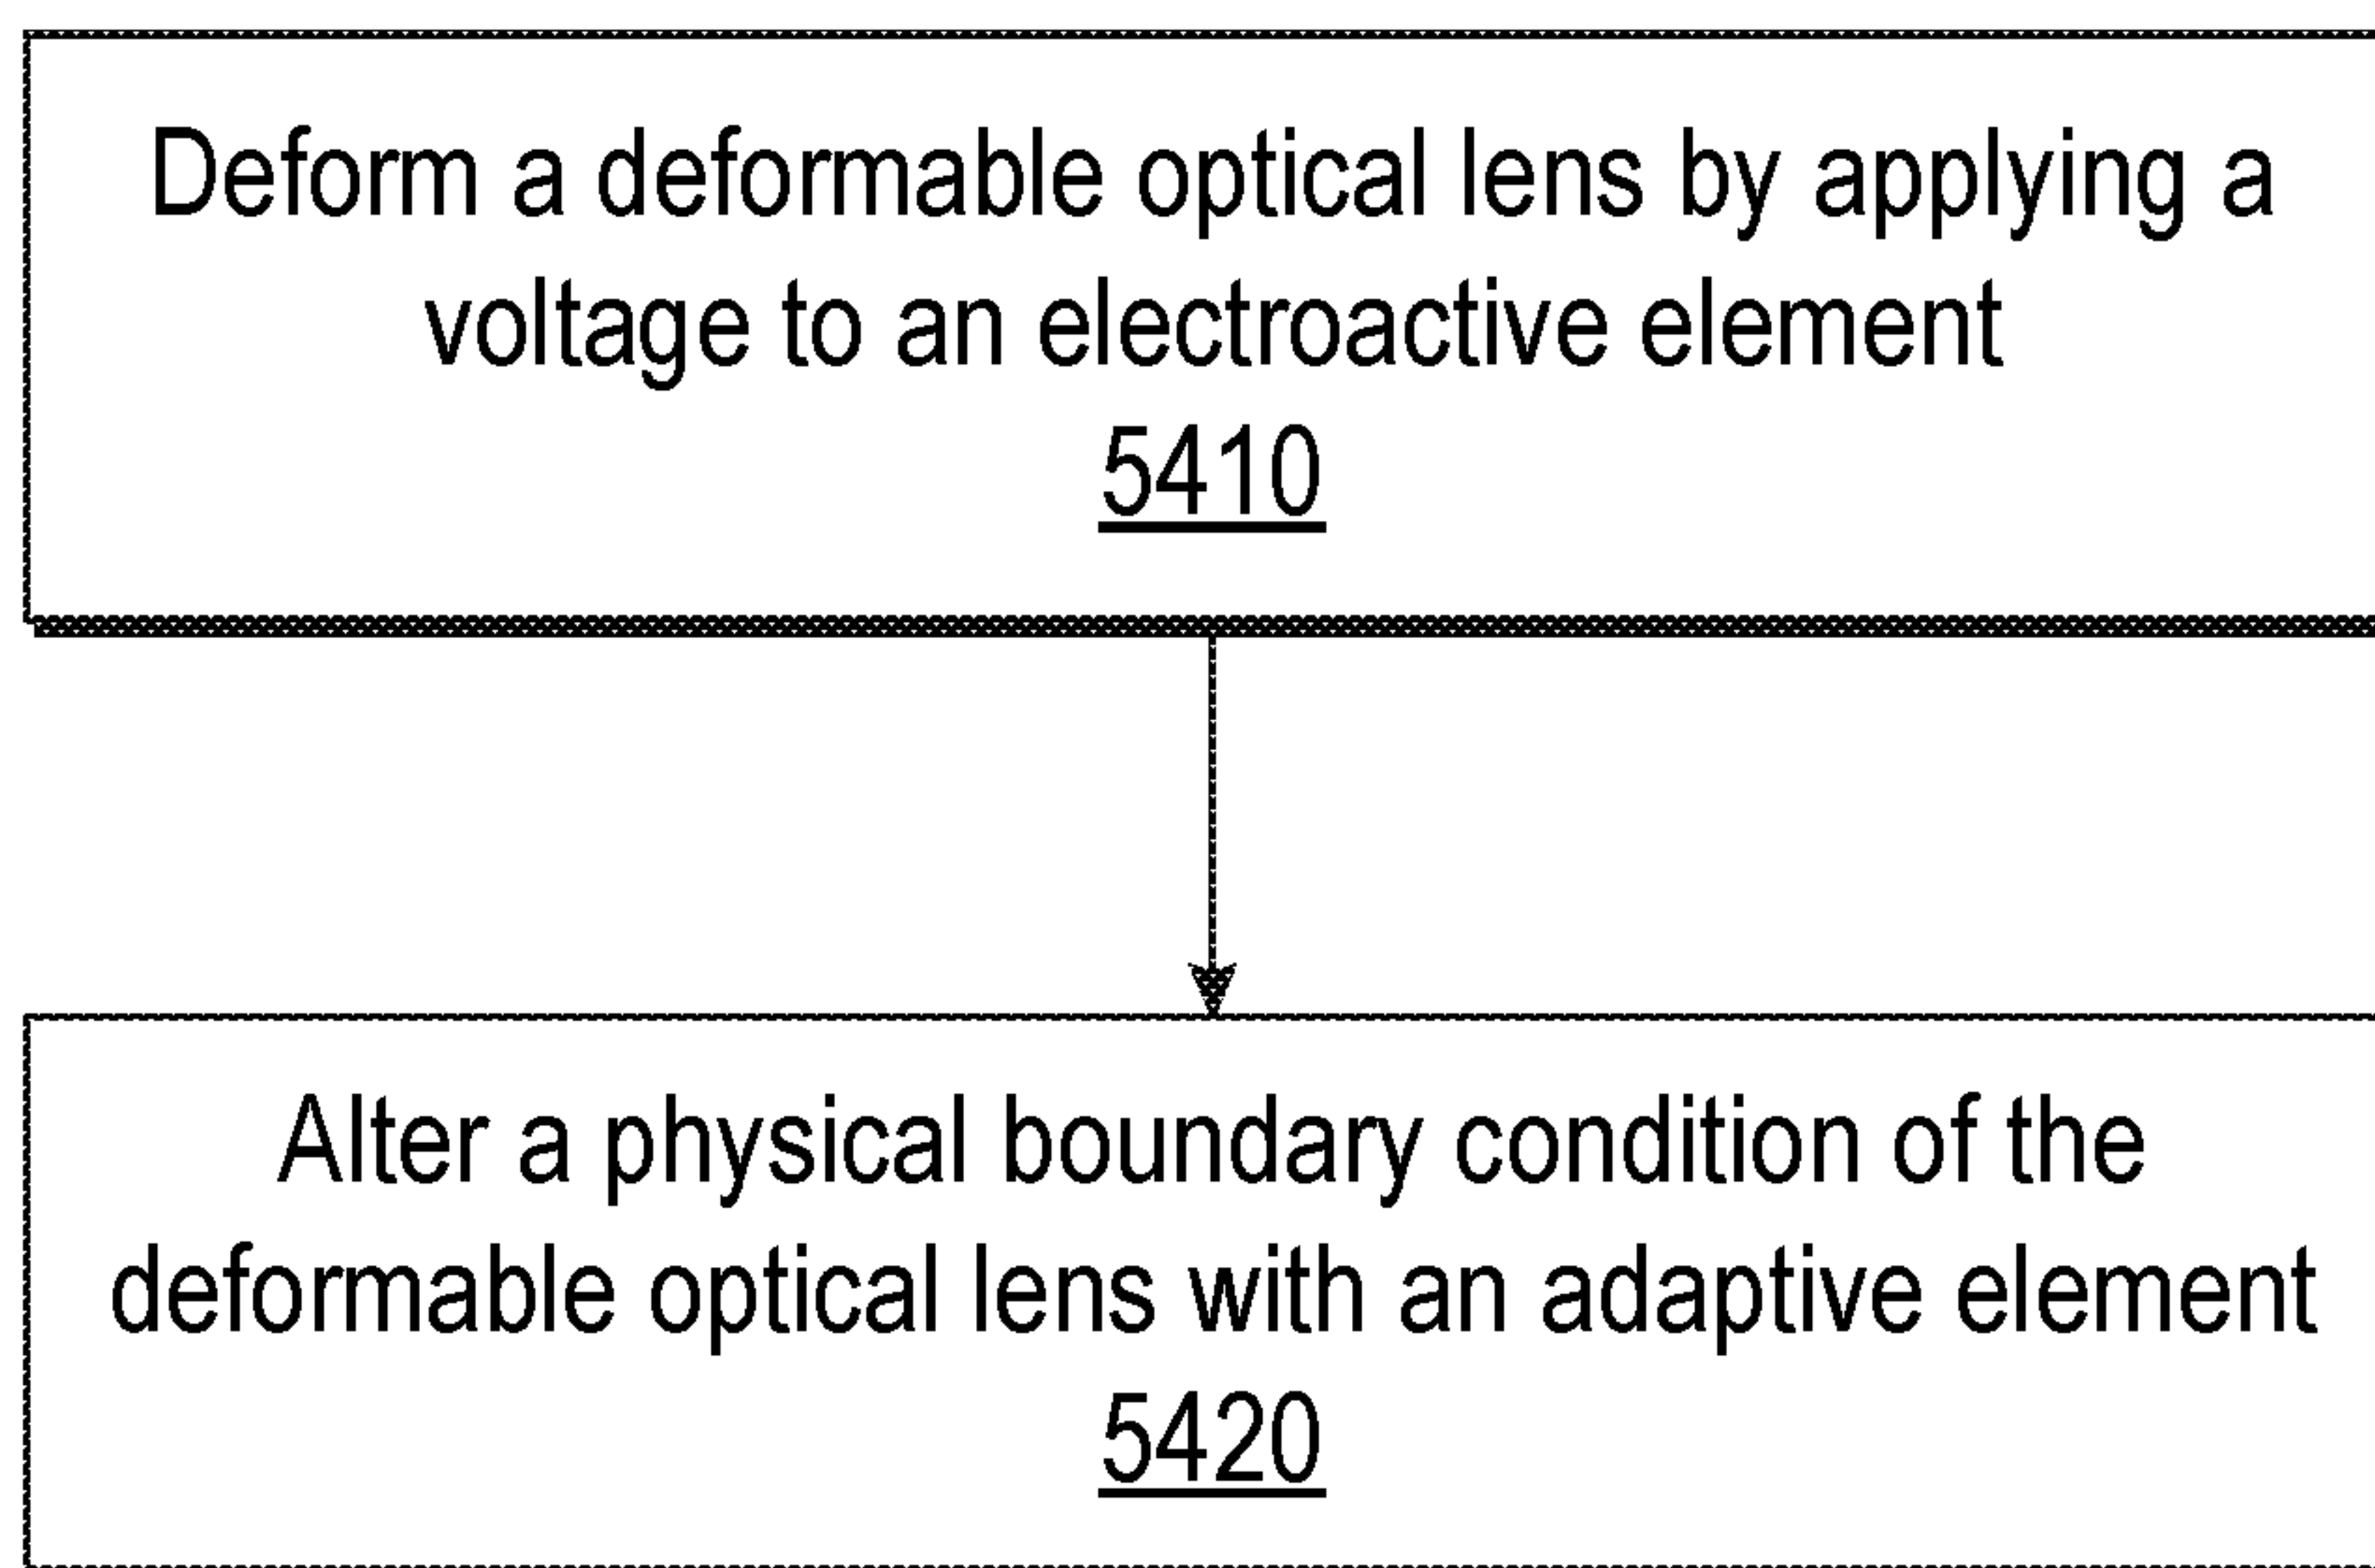 Deform a deformable optical lens by applying a
voltage to an electroactive element
5410
Alter a physical boundary condition of the
deformable optical lens with an adaptive element
5420